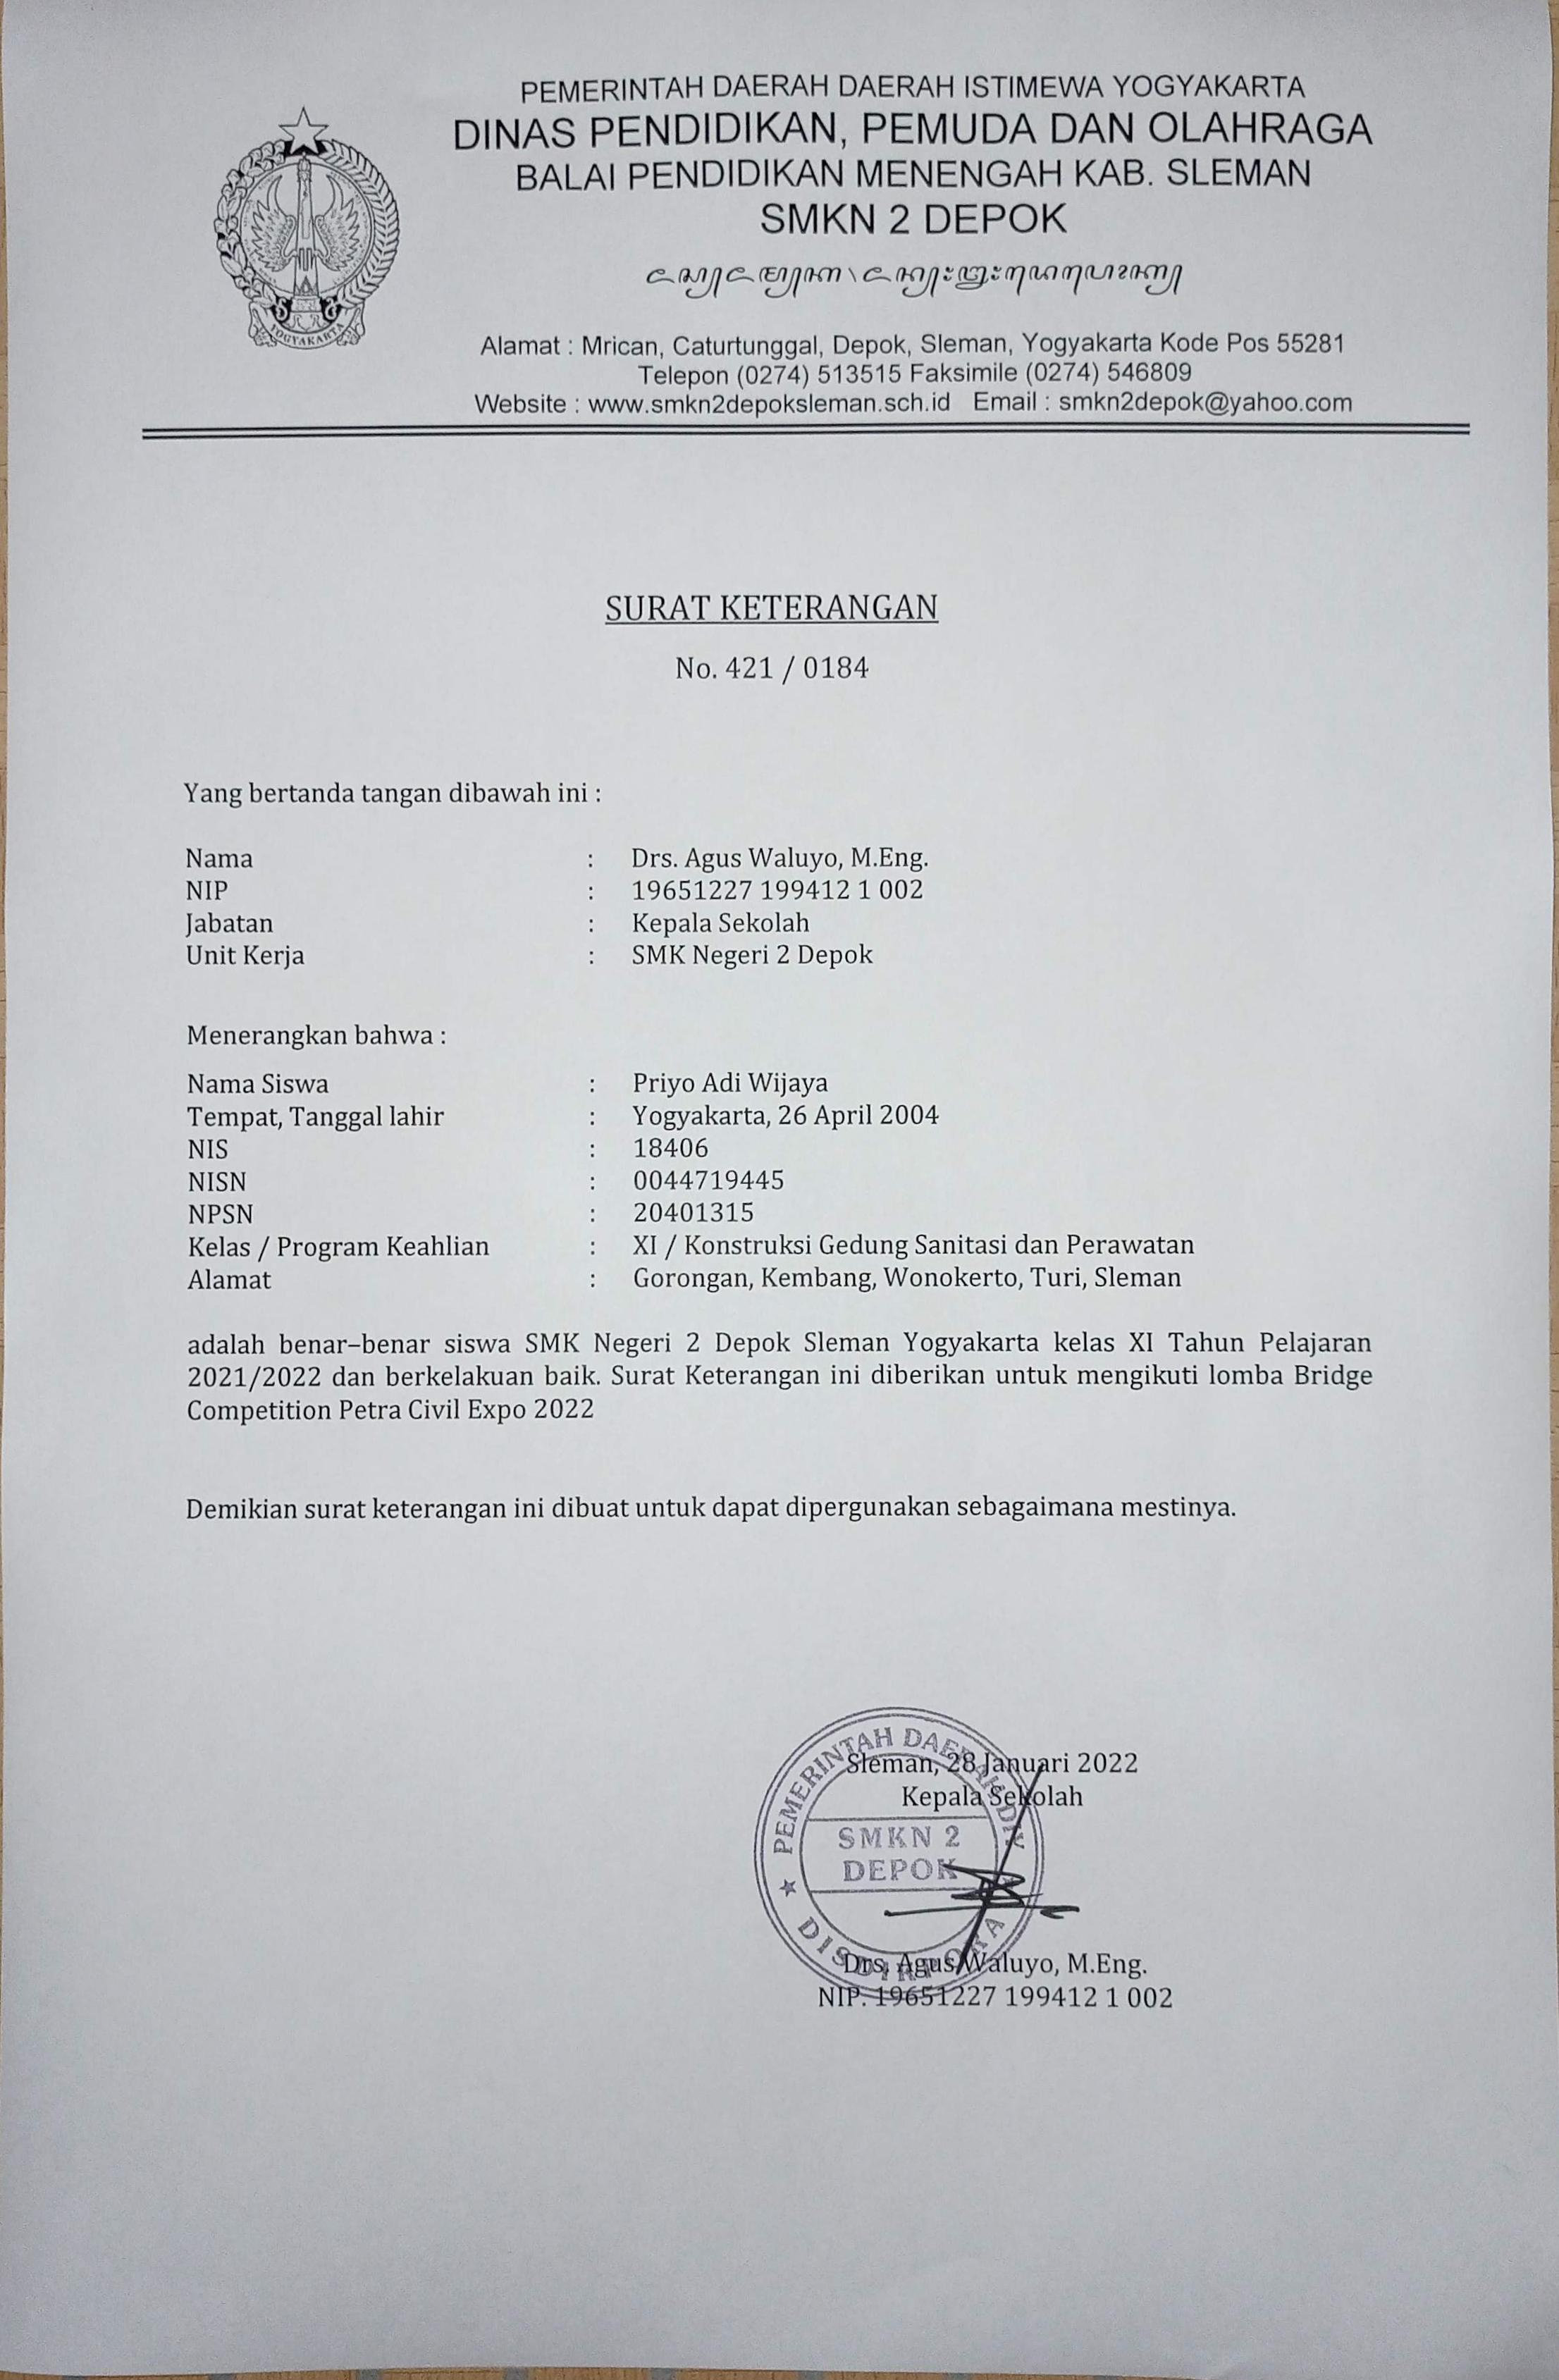 PEMERINTAH DAERAH DAERAH ISTIMEWA YOGYAKARTA
DINAS PENDIDIKAN, PEMUDA DAN OLAHRAGA
BALAI PENDIDIKAN MENENGAH KAB. SLEMAN
SMKN 2 DEPOK
YOGYAKARTA
Alamat : Mrican, Caturtunggal, Depok, Sleman, Yogyakarta Kode Pos 55281
Telepon (0274) 513515 Faksimile (0274) 546809
Website : www.smkn2depoksleman.sch.id Email : smkn2depok@yahoo.com
SURAT KETERANGAN
No. 421 / 0184
Yang bertanda tangan dibawah ini :
Nama : Drs. Agus Waluyo, M.Eng.
NIP : 19651227 199412 1 002
Jabatan : Kepala Sekolah
Unit Kerja : SMK Negeri 2 Depok
Menerangkan bahwa :
Nama Siswa : Priyo Adi Wijaya
Tempat, Tanggal lahir : Yogyakarta, 26 April 2004
NIS : 18406
NISN : 0044719445
NPSN : 20401315
Kelas / Program Keahlian : XI / Konstruksi Gedung Sanitasi dan Perawatan
Alamat : Gorongan, Kembang, Wonokerto, Turi, Sleman
adalah benar–benar siswa SMK Negeri 2 Depok Sleman Yogyakarta kelas XI Tahun Pelajaran
2021/2022 dan berkelakuan baik. Surat Keterangan ini diberikan untuk mengikuti lomba Bridge
Competition Petra Civil Expo 2022
Demikian surat keterangan ini dibuat untuk dapat dipergunakan sebagaimana mestinya.
Sleman, 28 Januari 2022
Kepala Sekolah
PEMERINTAH DAERAH DIY
SMKN 2
DEPOK
Drs. Agus Waluyo, M.Eng.
NIP. 19651227 199412 1 002